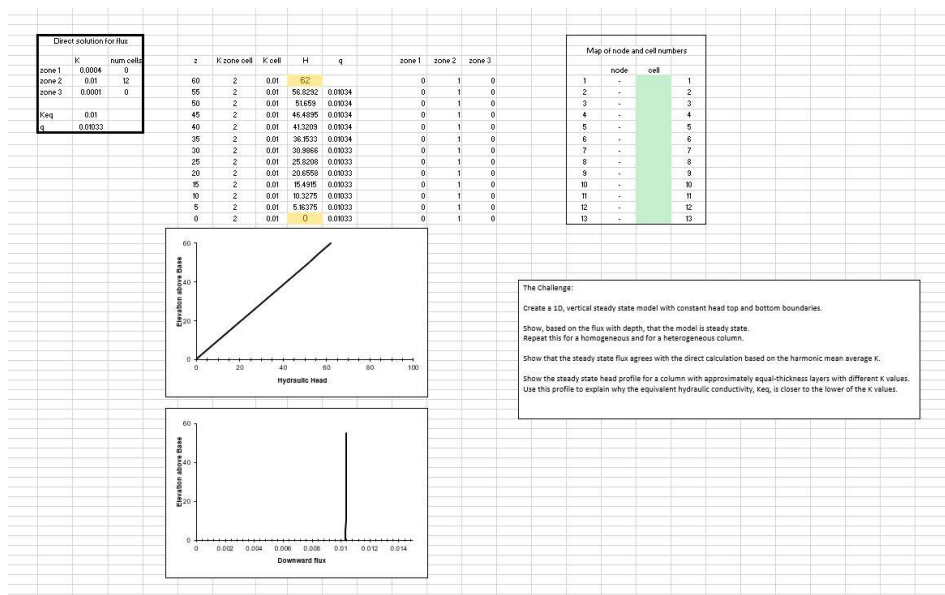 Direct solution for flux
K num cells
zone 1 0.0004 0
zone 2 0.01 12
zone 3 0.0001 0
Keq 0.01
q 0.01033
z K zone cell K cell H q zone 1 zone 2 zone 3
60 2 0.01 62 0 1 0
55 2 0.01 56.8292 0.01034 0 1 0
50 2 0.01 51.659 0.01034 0 1 0
45 2 0.01 46.4895 0.01034 0 1 0
40 2 0.01 41.3209 0.01034 0 1 0
35 2 0.01 36.1533 0.01034 0 1 0
30 2 0.01 30.9866 0.01033 0 1 0
25 2 0.01 25.8208 0.01033 0 1 0
20 2 0.01 20.6558 0.01033 0 1 0
15 2 0.01 15.4915 0.01033 0 1 0
10 2 0.01 10.3275 0.01033 0 1 0
5 2 0.01 5.16375 0.01033 0 1 0
0 2 0.01 0 0.01033 0 1 0
Map of node and cell numbers
node cell
1 - 1
2 - 2
3 - 3
4 - 4
5 - 5
6 - 6
7 - 7
8 - 8
9 - 9
10 - 10
11 - 11
12 - 12
13 - 13
60
40
20
0
Elevation above Base
0 20 40 60 80 100
Hydraulic Head
The Challenge:
Create a 1D, vertical steady state model with constant head top and bottom boundaries.
Show, based on the flux with depth, that the model is steady state.
Repeat this for a homogeneous and for a heterogeneous column.
Show that the steady state flux agrees with the direct calculation based on the harmonic mean average K.
Show the steady state head profile for a column with approximately equal-thickness layers with different K values.
Use this profile to explain why the equivalent hydraulic conductivity, Keq, is closer to the lower of the K values.
60
40
20
0
Elevation above Base
0 0.002 0.004 0.006 0.008 0.01 0.012 0.014
Downward flux